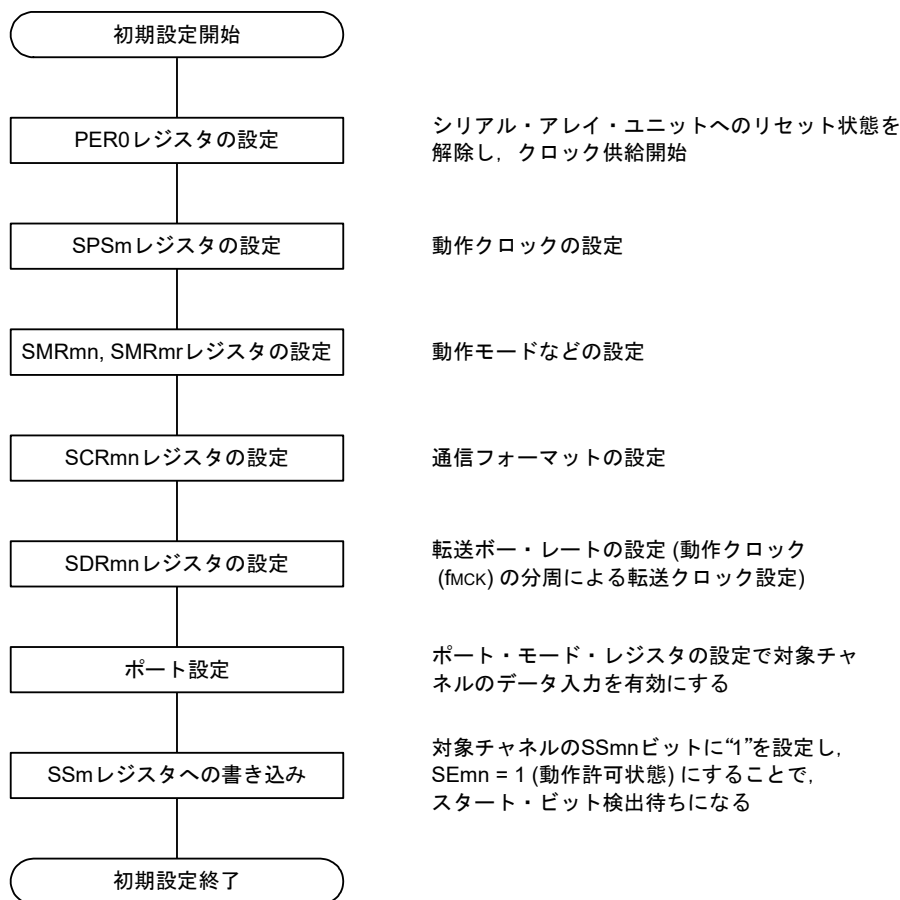 初期設定開始
PER0レジスタの設定
シリアル・アレイ・ユニットへのリセット状態を
解除し，クロック供給開始
SPSmレジスタの設定
動作クロックの設定
SMRmn, SMRmrレジスタの設定
動作モードなどの設定
SCRmnレジスタの設定
通信フォーマットの設定
SDRmnレジスタの設定
転送ボー・レートの設定 (動作クロック
(fMCK) の分周による転送クロック設定)
ポート設定
ポート・モード・レジスタの設定で対象チャ
ネルのデータ入力を有効にする
SSmレジスタへの書き込み
対象チャネルのSSmnビットに“1”を設定し，
SEmn = 1 (動作許可状態) にすることで，
スタート・ビット検出待ちになる
初期設定終了